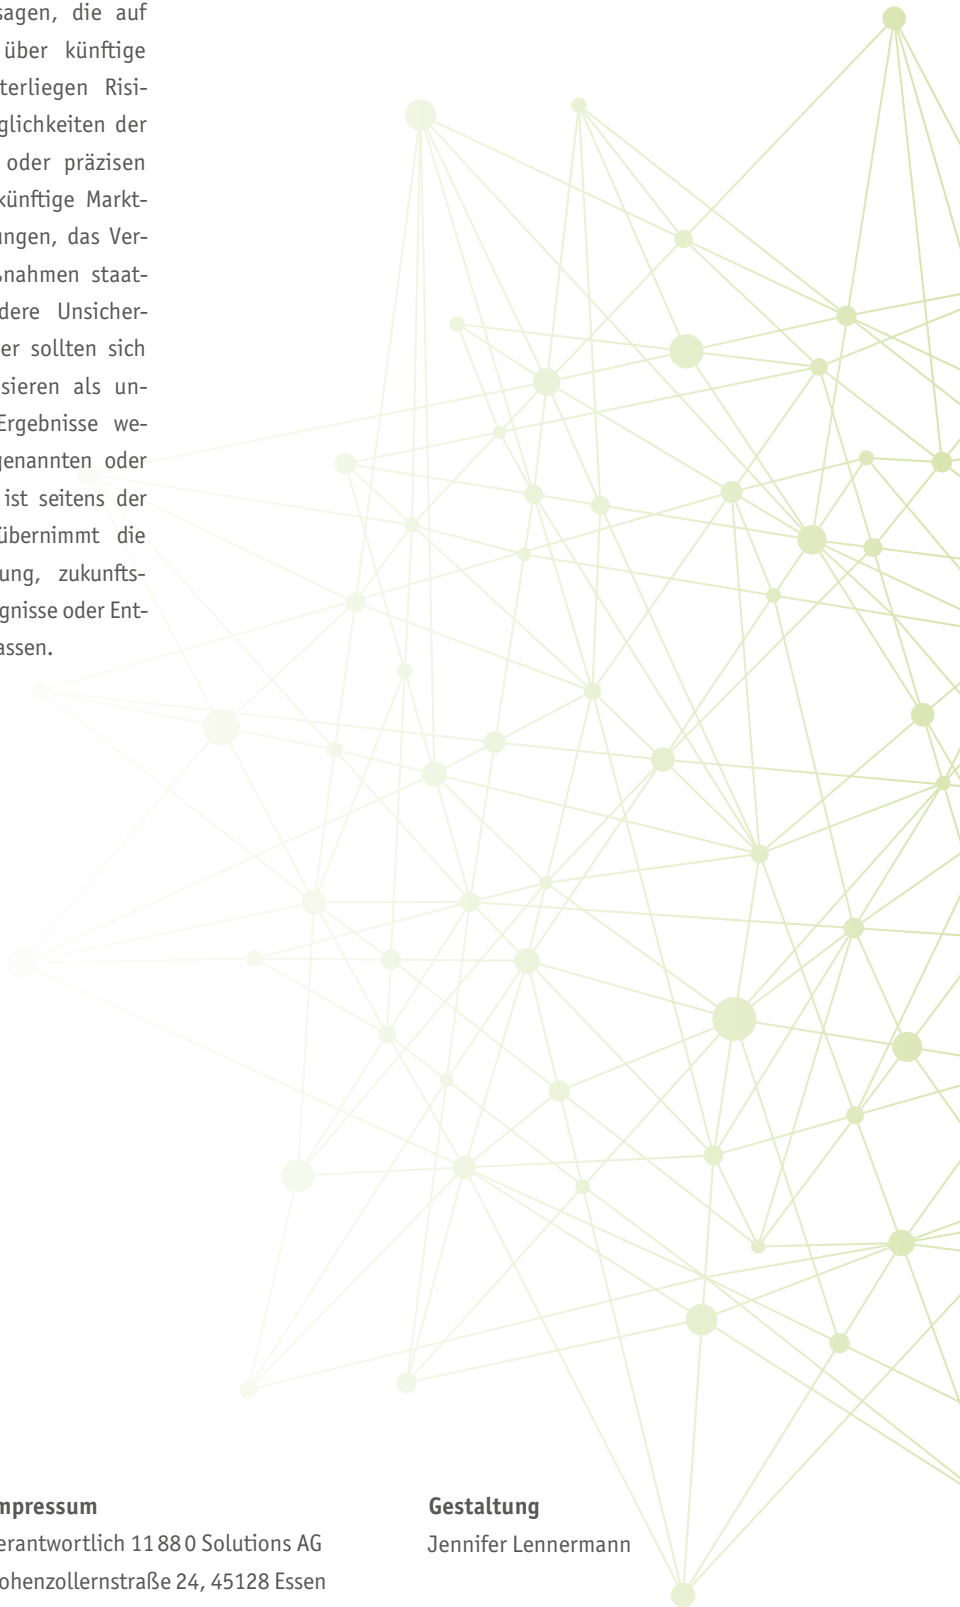 sagen, die auf
über künftige
terliegen Risi-
glichkeiten der
oder präzisen
künftige Markt-
ungen, das Ver-
ßnahmen staat-
dere Unsicher-
er sollten sich
sieren als un-
Ergebnisse we-
genannten oder
ist seitens der
übernimmt die
ung, zukunfts-
gnisse oder Ent-
assen.
mpressum
erantwortlich 11 88 0 Solutions AG
ohenzollernstraße 24, 45128 Essen
Gestaltung
Jennifer Lennermann